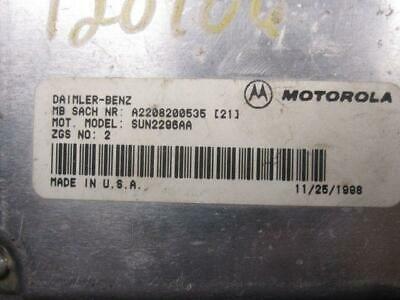 DAIMLER-BENZ
MB SACH NR: A2208200535 [21]
MOT. MODEL: SUN2296AA
ZGS NO: 2
MOTOROLA
MADE IN U.S.A.
11/25/1998